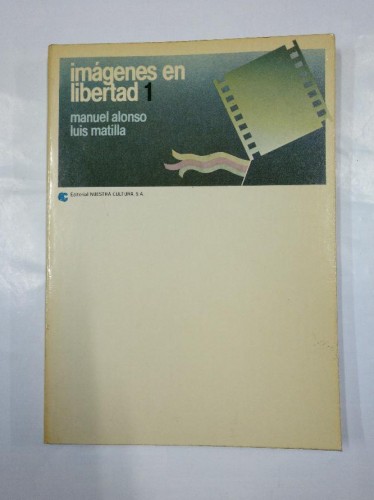 imágenes en
libertad 1
manuel alonso
luis matilla
Editorial NUESTRA CULTURA, S.A.